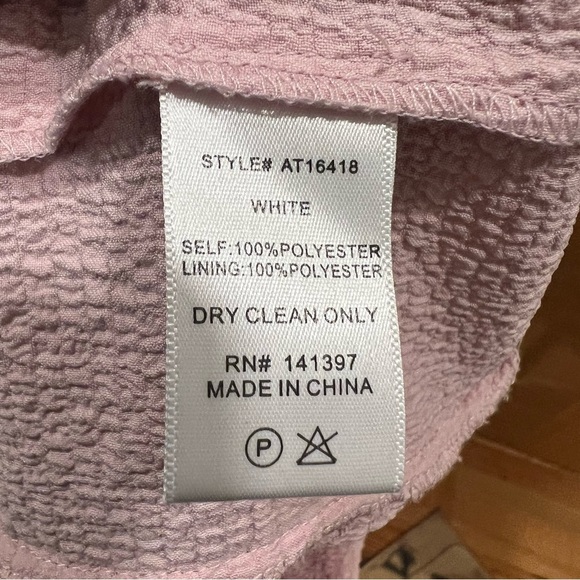 STYLE# AT16418
WHITE
SELF:100%POLYESTER
LINING:100%POLYESTER
DRY CLEAN ONLY
RN# 141397
MADE IN CHINA
P